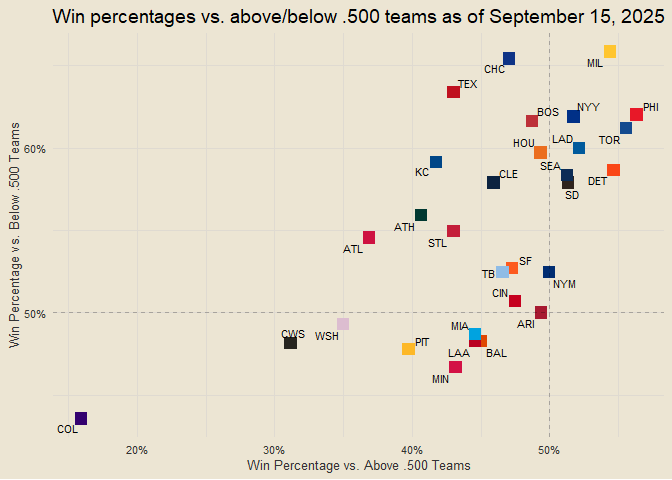 Win percentages vs. above/below .500 teams as of September 15, 2025
MIL
CHC
TEX
BOS
NYY
PHI
TOR
HOU
LAD
60%
KC
CLE
SEA
DET
SD
ATH
STL
ATL
SF
TB
NYM
CIN
50%
ARI
CWS
WSH
MIA
PIT
LAA
BAL
MIN
COL
20%
30%
40%
50%
Win Percentage vs. Above .500 Teams
Win Percentage vs. Below .500 Teams